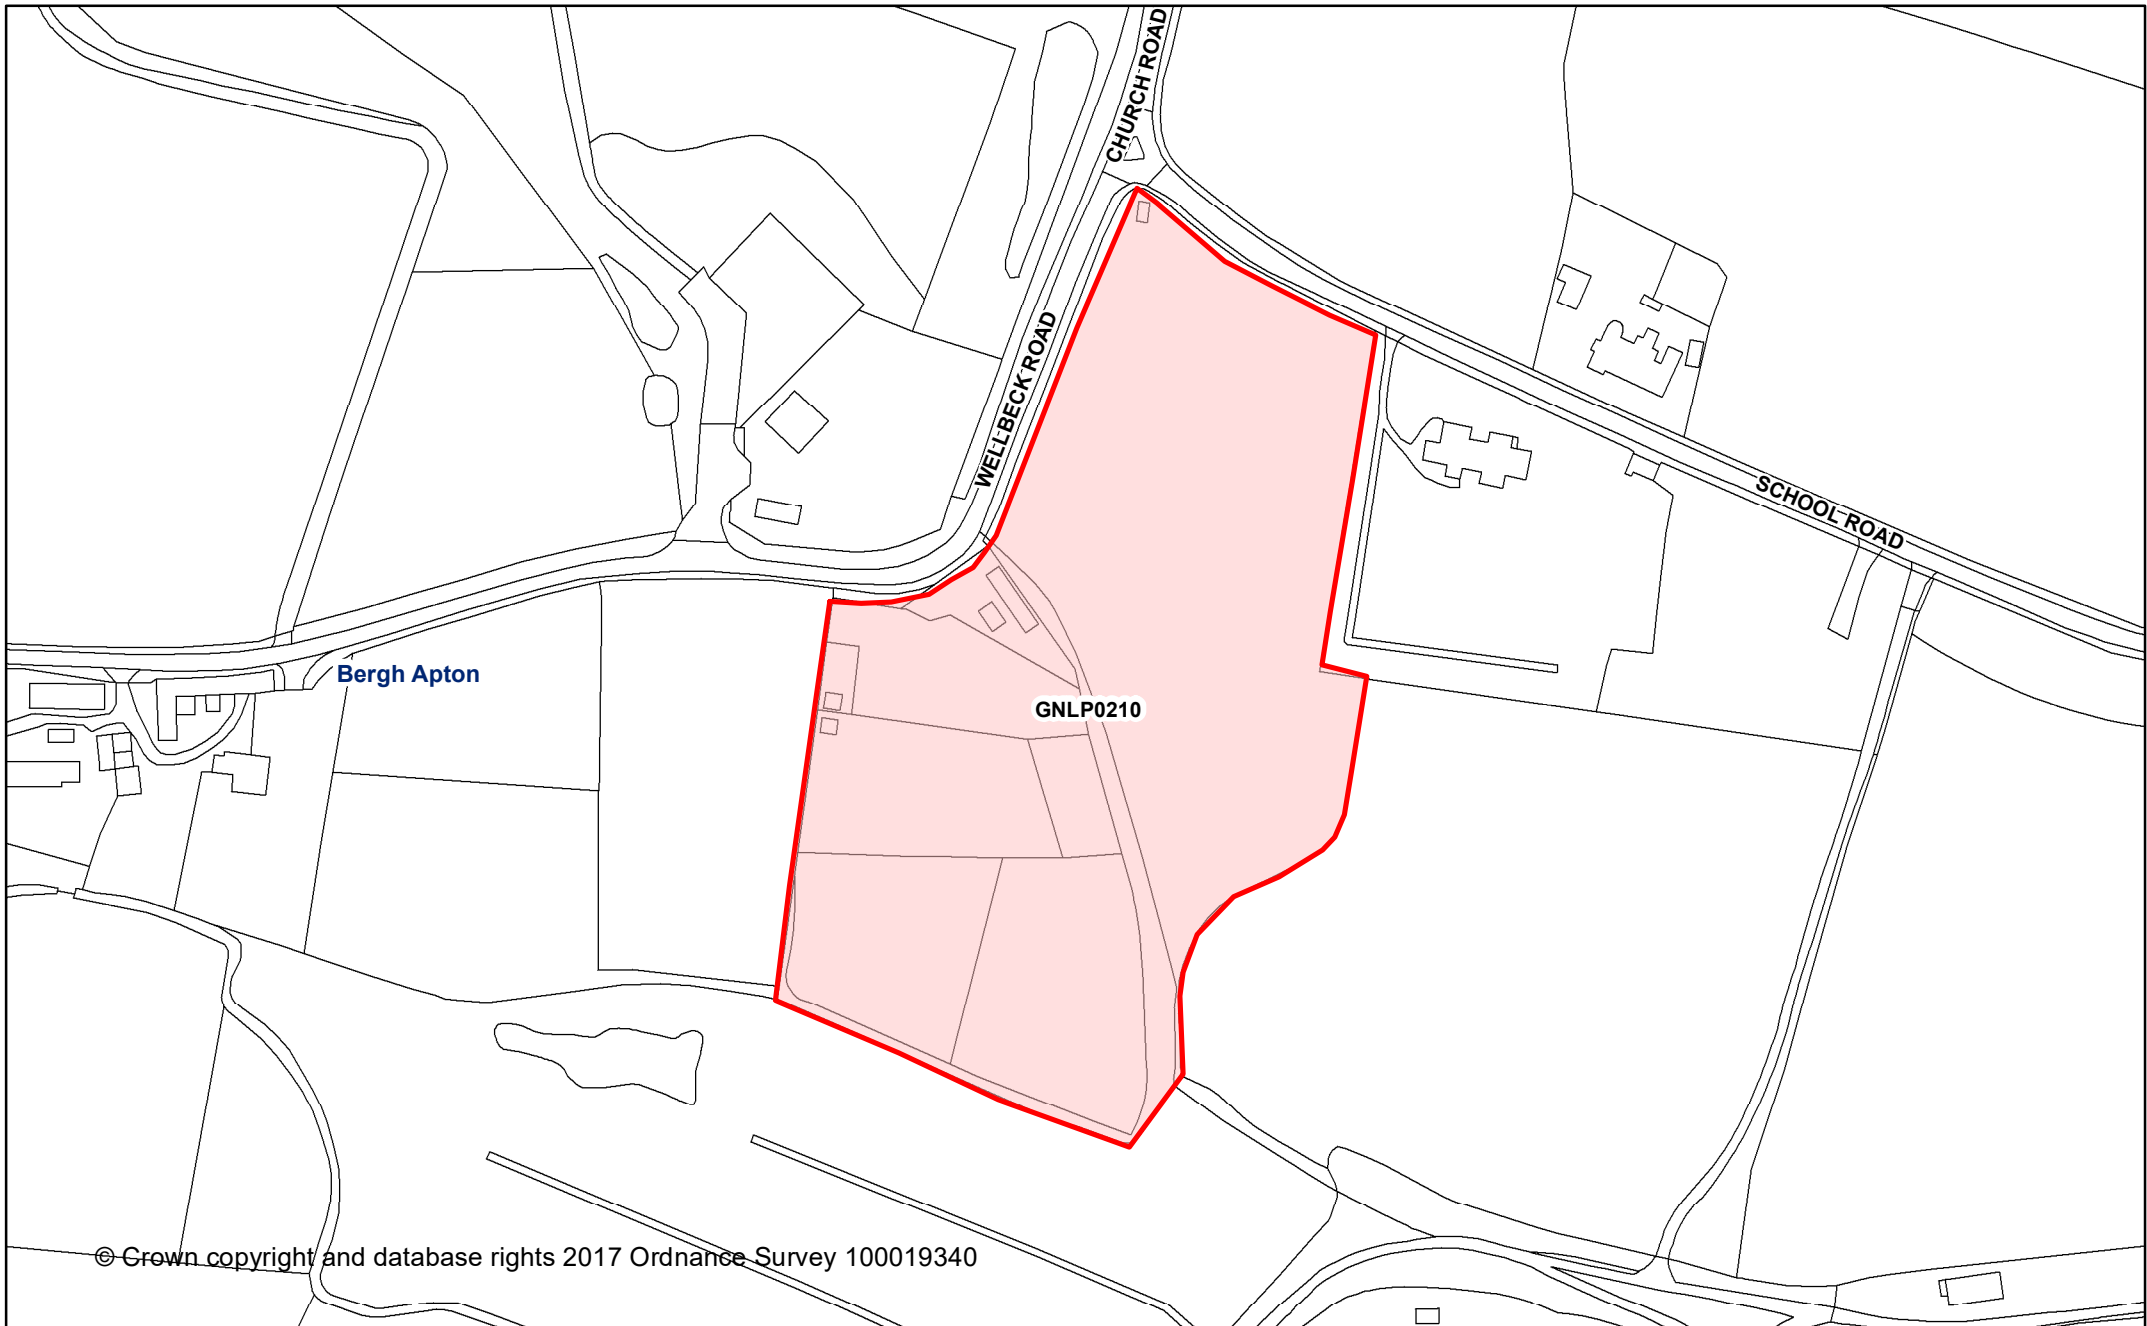 CHURCH ROAD
WELLBECK ROAD
SCHOOL ROAD
Bergh Apton
GNLP0210
© Crown copyright and database rights 2017 Ordnance Survey 100019340